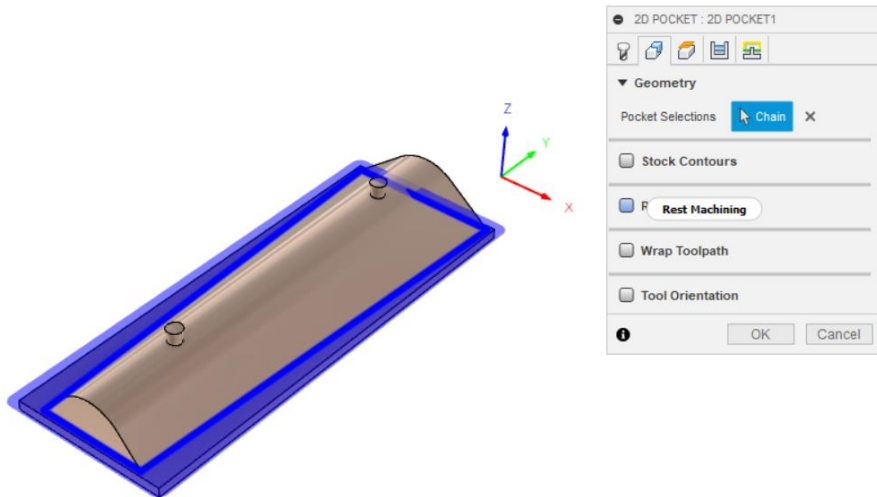 2D POCKET : 2D POCKET1
Geometry
Pocket Selections Chain
Stock Contours
R Rest Machining
Wrap Toolpath
Tool Orientation
OK Cancel
Z
Y
X